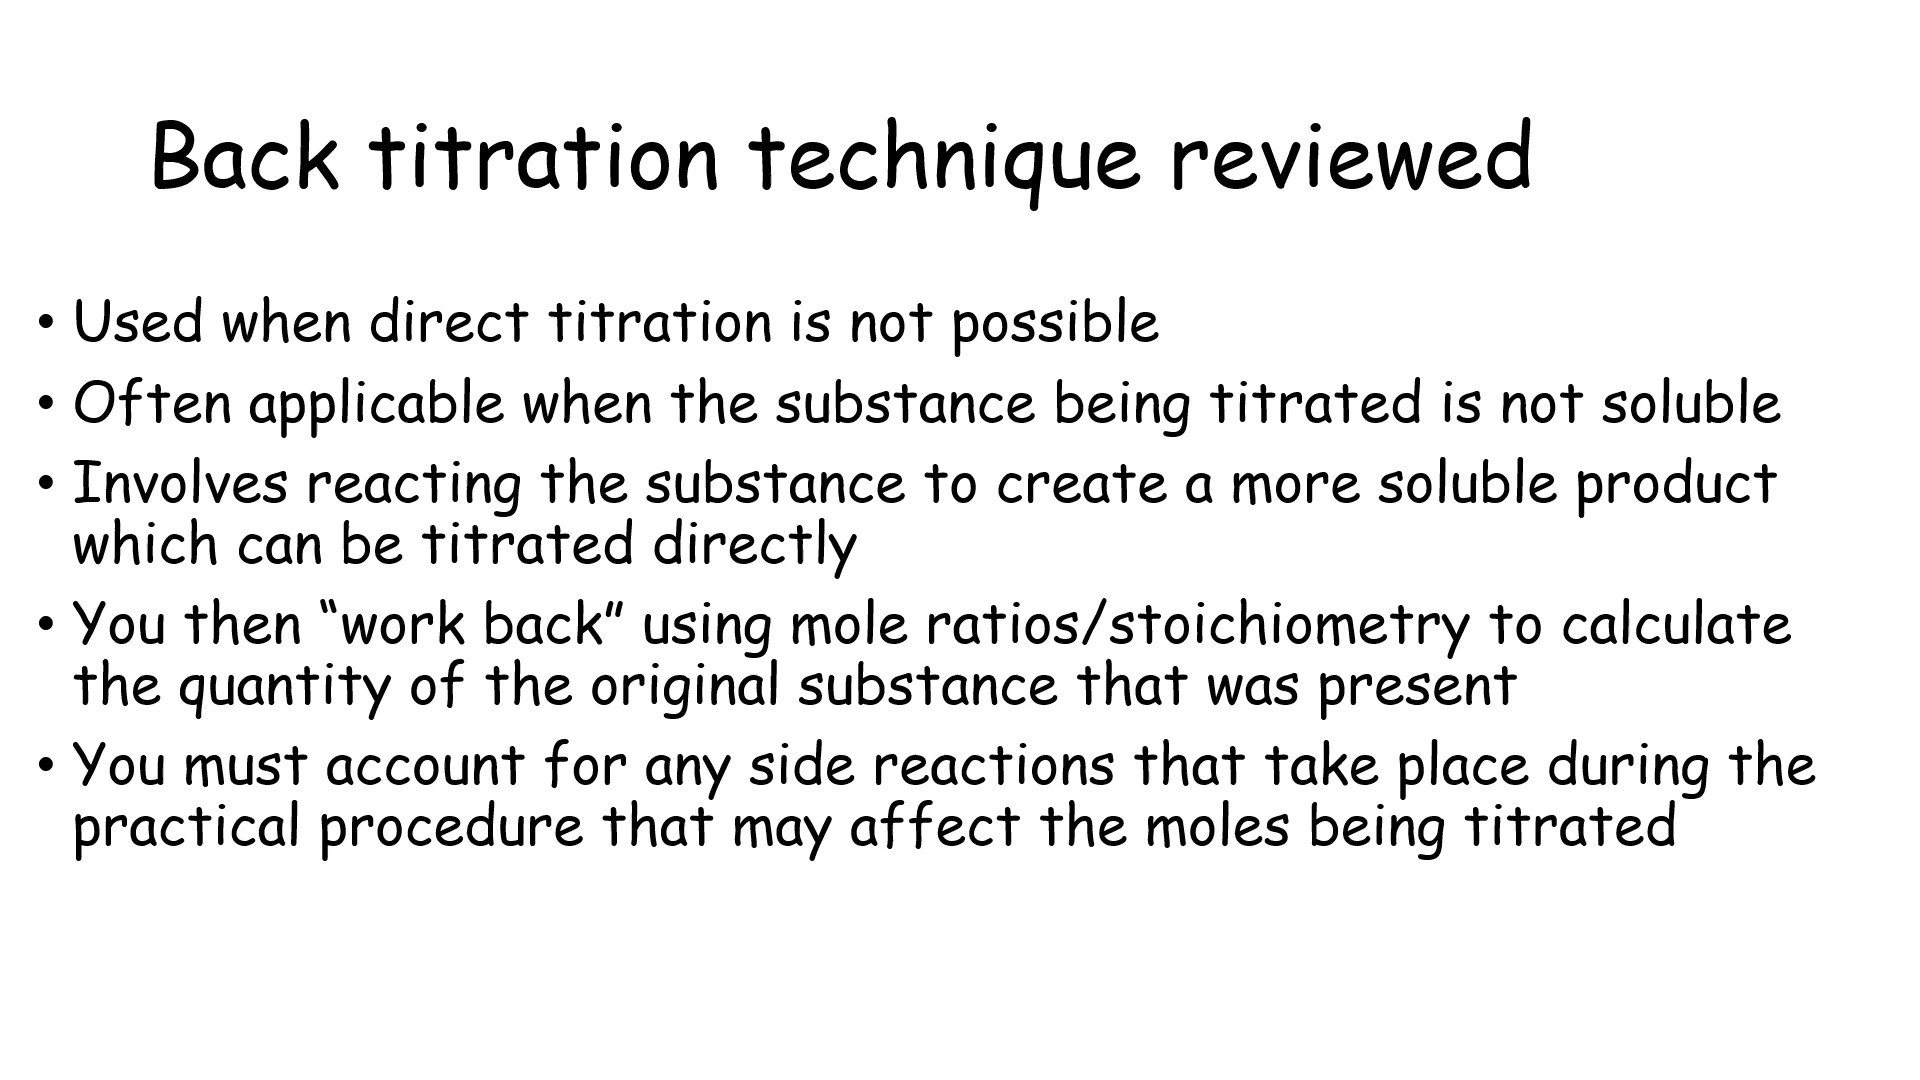 Back titration technique reviewed
• Used when direct titration is not possible
• Often applicable when the substance being titrated is not soluble
• Involves reacting the substance to create a more soluble product
which can be titrated directly
• You then “work back” using mole ratios/stoichiometry to calculate
the quantity of the original substance that was present
• You must account for any side reactions that take place during the
practical procedure that may affect the moles being titrated